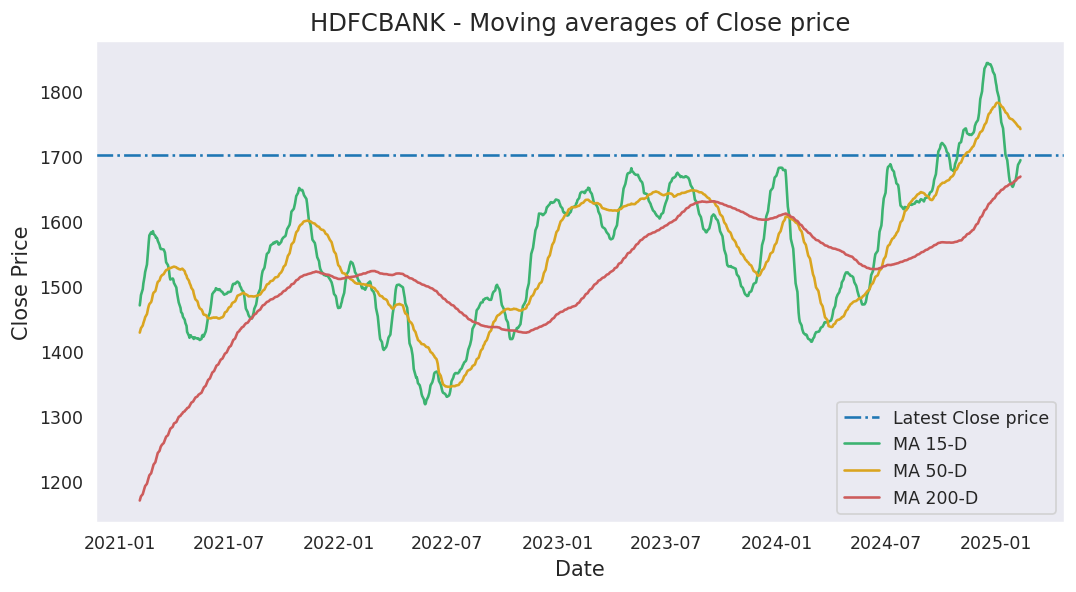 HDFCBANK - Moving averages of Close price
Close Price
1800
1700
1600
1500
1400
1300
1200
Latest Close price
MA 15-D
MA 50-D
MA 200-D
2021-01 2021-07 2022-01 2022-07 2023-01 2023-07 2024-01 2024-07 2025-01
Date